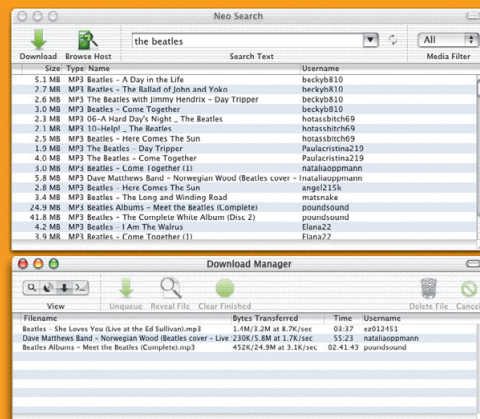 Neo Search
the beatles All
Download Browse Host Search Text Media Filter
Size Type Name Username
5.1 MB MP3 Beatles - A Day in the Life beckyb810
2.7 MB MP3 Beatles - The Ballad of John and Yoko beckyb810
2.6 MB MP3 The Beatles with Jimmy Hendrix - Day Tripper beckyb810
3.0 MB MP3 Beatles - Come Together beckyb810
2.3 MB MP3 06-A Hard Day's Night _ The Beatles hotassbitch69
2.1 MB MP3 10-Help! _ The Beatles hotassbitch69
2.5 MB MP3 Beatles - Here Comes The Sun hotassbitch69
1.9 MB MP3 The Beatles - Day Tripper Paulacristina219
4.0 MB MP3 The Beatles - Come Together Paulacristina219
3.0 MB MP3 Beatles - Come Together (1) nataliaoppmann
5.8 MB MP3 Dave Matthews Band - Norwegian Wood (Beatles cover - l nataliaoppmann
2.8 MB MP3 Beatles - Here Comes The Sun angel215k
3.4 MB MP3 Beatles - The Long and Winding Road matsnake
24.9 MB MP3 Beatles Albums - Meet the Beatles (Complete) poundsound
41.8 MB MP3 Beatles - The Complete White Album (Disc 2) poundsound
4.2 MB MP3 Beatles - I Am The Walrus Elana22
3.9 MB MP3 Beatles - Come Together (1) Elana22
Download Manager
View Unqueue Reveal File Clear Finished Delete File Cancel
Filename Bytes Transferred Time Username
Beatles - She Loves You (Live at the Ed Sullivan).mp3 1.4M/3.2M at 8.7K/sec 03:37 ez012451
Dave Matthews Band - Norwegian Wood (Beatles cover - Live 230K/5.8M at 1.7K/sec 55:23 nataliaoppmann
Beatles Albums - Meet the Beatles (Complete).mp3 452K/24.9M at 3.1K/sec 02:41:43 poundsound